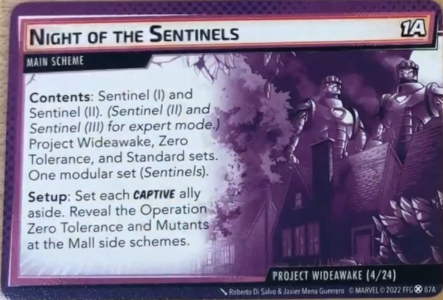 NIGHT OF THE SENTINELS
1A
MAIN SCHEME
Contents: Sentinel (I) and
Sentinel (II). (Sentinel (II) and
Sentinel (III) for expert mode.)
Project Wideawake, Zero
Tolerance, and Standard sets.
One modular set (Sentinels).
Setup: Set each CAPTIVE ally
aside. Reveal the Operation
Zero Tolerance and Mutants
at the Mall side schemes.
PROJECT WIDEAWAKE (4/24)
Roberto Di Salvo & Javier Mena Guerrero © MARVEL © 2022 FFG 67A